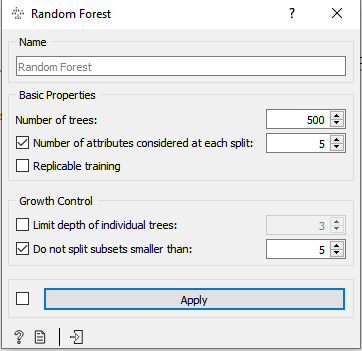 Random Forest
Name
Random Forest
Basic Properties
Number of trees: 500
Number of attributes considered at each split: 5
Replicable training
Growth Control
Limit depth of individual trees: 3
Do not split subsets smaller than: 5
Apply